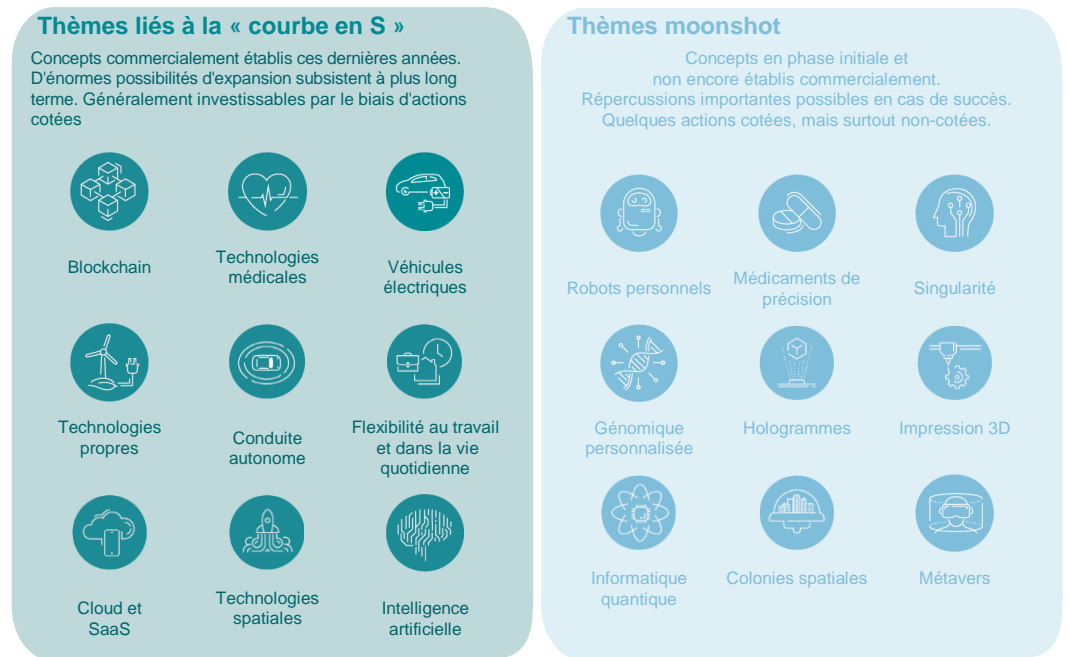 Thèmes liés à la « courbe en S »
Concepts commercialement établis ces dernières années.
D'énormes possibilités d'expansion subsistent à plus long
terme. Généralement investissables par le biais d'actions
cotées
Blockchain
Technologies
médicales
Véhicules
électriques
Technologies
propres
Conduite
autonome
Flexibilité au travail
et dans la vie
quotidienne
Cloud et
SaaS
Technologies
spatiales
Intelligence
artificielle
Thèmes moonshot
Concepts en phase initiale et
non encore établis commercialement.
Répercussions importantes possibles en cas de succès.
Quelques actions cotées, mais surtout non-cotées.
Robots personnels
Médicaments de
précision
Singularité
Génomique
personnalisée
Hologrammes
Impression 3D
Informatique
quantique
Colonies spatiales
Métavers